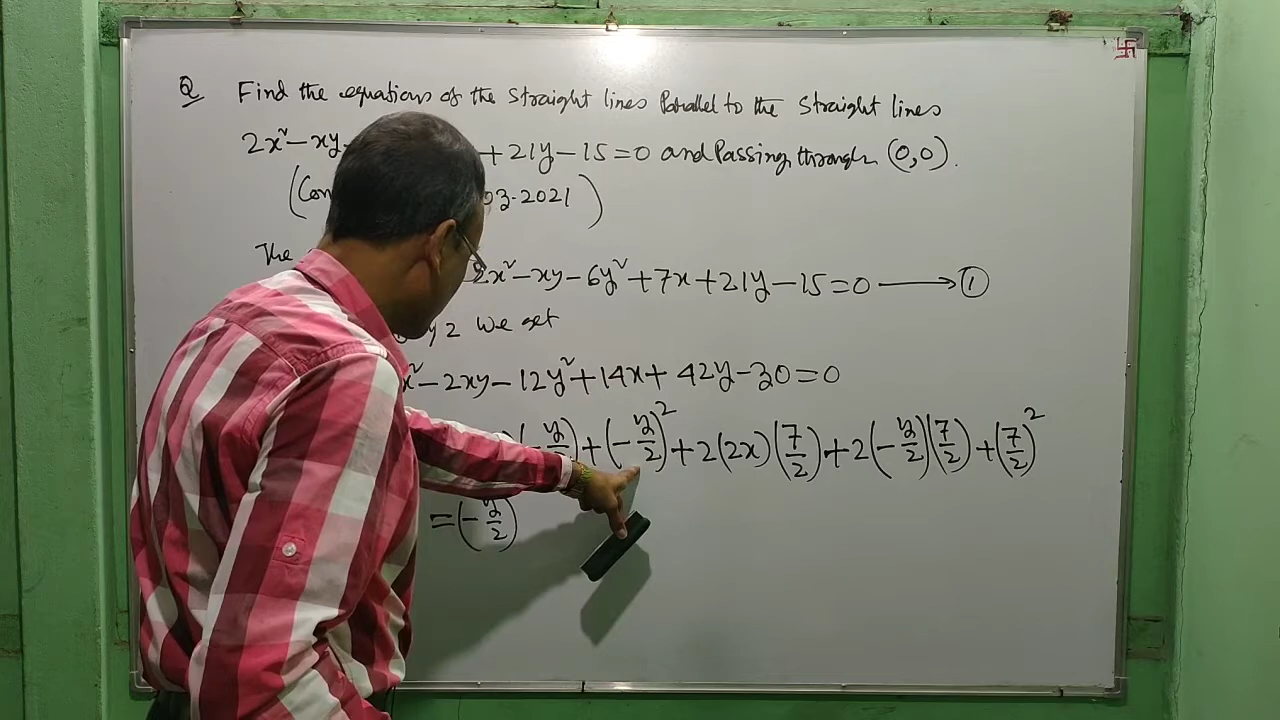 Q Find the equations of the straight lines Parallel to the straight lines
2x² - xy + 21y - 15 = 0 and Passing through (0,0).
(Con 03-2021)
The 2x² - xy - 6y² + 7x + 21y - 15 = 0 → ①
y 2 we get
x² - 2xy - 12y² + 14x + 42y - 30 = 0
(-y/2) + (-y/2)² + 2(2x)(7/2) + 2(-y/2)(7/2) + (7/2)²
= (-y/2)